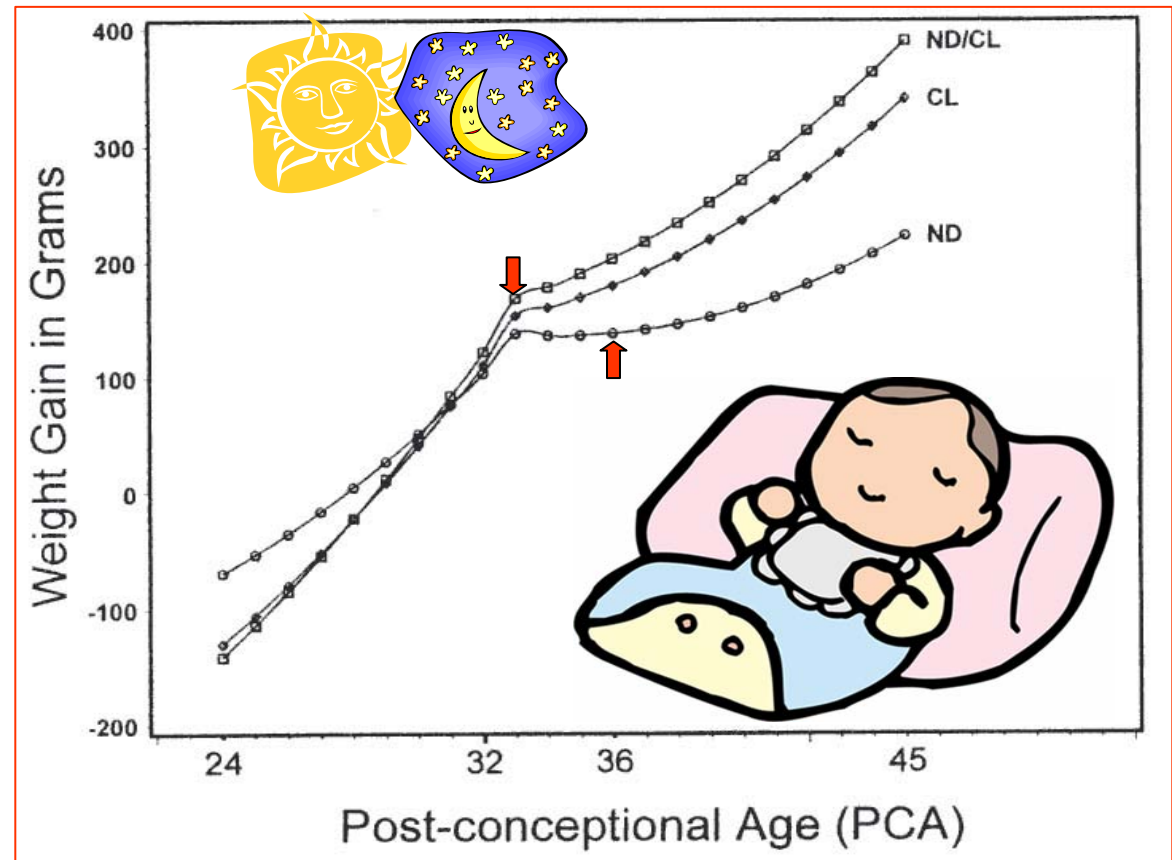 400
300
200
100
0
-100
-200
Weight Gain in Grams
ND/CL
CL
ND
24
32
36
45
Post-conceptional Age (PCA)